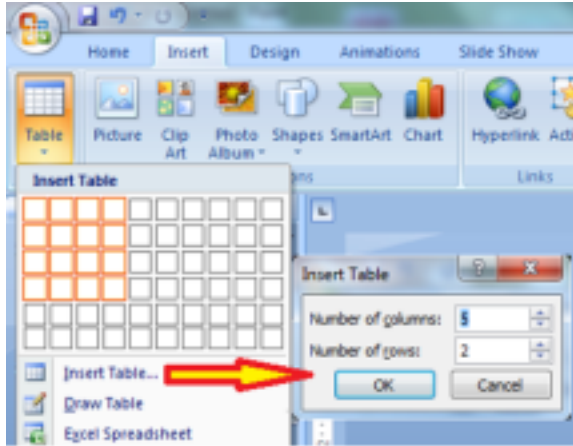 Home Insert Design Animations Slide Show
Table Picture Clip Art Photo Album Shapes SmartArt Chart Hyperlink
Links
Insert Table
Insert Table
Number of columns: 5
Number of rows: 2
OK Cancel
Insert Table...
Draw Table
Excel Spreadsheet